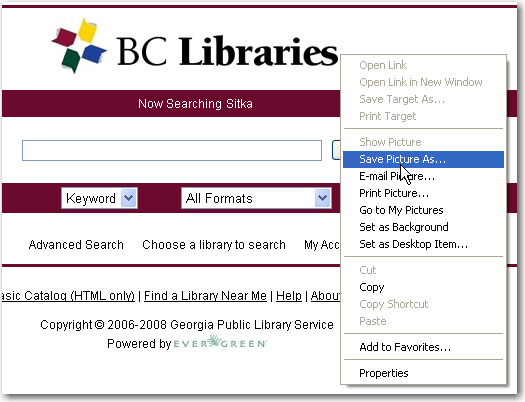 BC Libraries
Now Searching Sitka
Keyword All Formats
Advanced Search Choose a library to search My Acc
asic Catalog (HTML only) | Find a Library Near Me | Help | About
Copyright © 2006-2008 Georgia Public Library Service
Powered by EVERGREEN
Open Link
Open Link in New Window
Save Target As...
Print Target
Show Picture
Save Picture As...
E-mail Picture...
Print Picture...
Go to My Pictures
Set as Background
Set as Desktop Item...
Cut
Copy
Copy Shortcut
Paste
Add to Favorites...
Properties